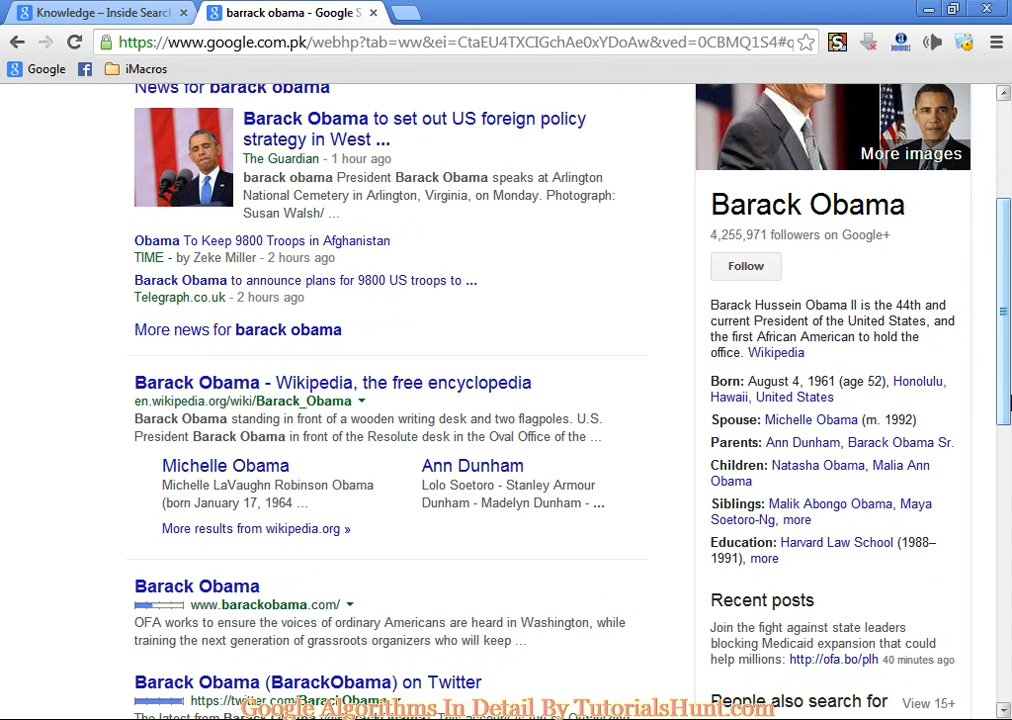 Knowledge – Inside Searc
barrack obama - Google S
https://www.google.com.pk/webhp?tab=ww&ei=CtaEU4TXCIGchAe0xYDoAw&ved=0CBMQ1S4#q
Google
iMacros
News for barack obama
More images
Barack Obama to set out US foreign policy
strategy in West ...
The Guardian - 1 hour ago
barack obama President Barack Obama speaks at Arlington
National Cemetery in Arlington, Virginia, on Monday. Photograph:
Susan Walsh/ ...
Obama To Keep 9800 Troops in Afghanistan
TIME - by Zeke Miller - 2 hours ago
Barack Obama to announce plans for 9800 US troops to ...
Telegraph.co.uk - 2 hours ago
More news for barack obama
Barack Obama - Wikipedia, the free encyclopedia
en.wikipedia.org/wiki/Barack_Obama
Barack Obama standing in front of a wooden writing desk and two flagpoles. U.S.
President Barack Obama in front of the Resolute desk in the Oval Office of the ...
Michelle Obama
Michelle LaVaughn Robinson Obama
(born January 17, 1964 ...
Ann Dunham
Lolo Soetoro - Stanley Armour
Dunham - Madelyn Dunham - ...
More results from wikipedia.org »
Barack Obama
www.barackobama.com/
OFA works to ensure the voices of ordinary Americans are heard in Washington, while
training the next generation of grassroots organizers who will keep ...
Barack Obama (BarackObama) on Twitter
https://twitter.com/BarackObama
Barack Obama
4,255,971 followers on Google+
Follow
Barack Hussein Obama II is the 44th and
current President of the United States, and
the first African American to hold the
office. Wikipedia
Born: August 4, 1961 (age 52), Honolulu,
Hawaii, United States
Spouse: Michelle Obama (m. 1992)
Parents: Ann Dunham, Barack Obama Sr.
Children: Natasha Obama, Malia Ann
Obama
Siblings: Malik Abongo Obama, Maya
Soetoro-Ng, more
Education: Harvard Law School (1988–
1991), more
Recent posts
Join the fight against state leaders
blocking Medicaid expansion that could
help millions: http://ofa.bo/plh 40 minutes ago
People also search for View 15+
Google Algorithms In Detail By TutorialsHunt.com